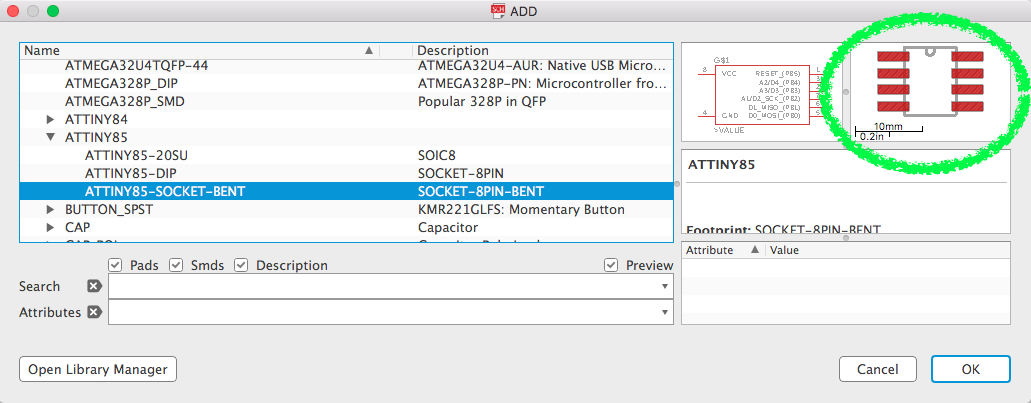 SCH ADD
Name Description
ATMEGA32U4TQFP-44 ATMEGA32U4-AUR: Native USB Micro...
ATMEGA328P_DIP ATMEGA328P-PN: Microcontroller fro...
ATMEGA328P_SMD Popular 328P in QFP
ATTINY84
ATTINY85
ATTINY85-20SU SOIC8
ATTINY85-DIP SOCKET-8PIN
ATTINY85-SOCKET-BENT SOCKET-8PIN-BENT
BUTTON_SPST KMR221GLFS: Momentary Button
CAP Capacitor
G$1
8 VCC RESET_(PB5) 1
A2/D4_(PB4)
A3/D3_(PB3)
A1/D2_SCK_(PB2)
D1_MISO_(PB1)
4 GND D0_MOSI_(PB0)
>VALUE
10mm
0.2in
ATTINY85
Footprint: SOCKET-8PIN-BENT
Attribute Value
Pads Smds Description Preview
Search
Attributes
Open Library Manager Cancel OK